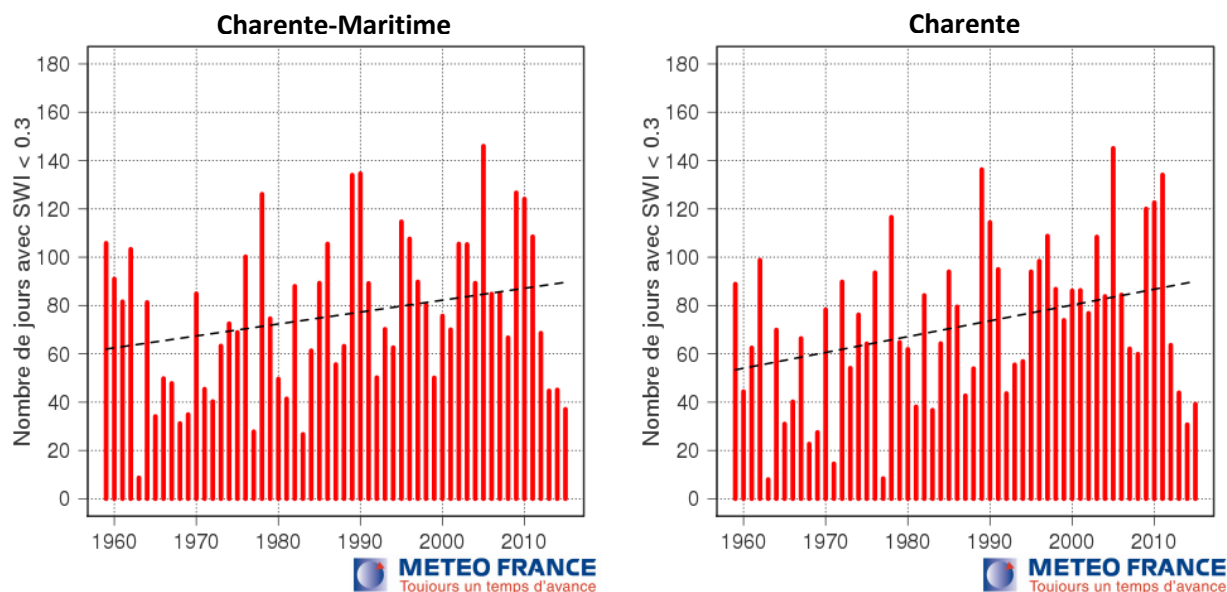 Charente-Maritime
Nombre de jours avec SWI < 0.3
180
160
140
120
100
80
60
40
20
0
1960 1970 1980 1990 2000 2010
METEO FRANCE
Toujours un temps d'avance
Charente
Nombre de jours avec SWI < 0.3
180
160
140
120
100
80
60
40
20
0
1960 1970 1980 1990 2000 2010
METEO FRANCE
Toujours un temps d'avance